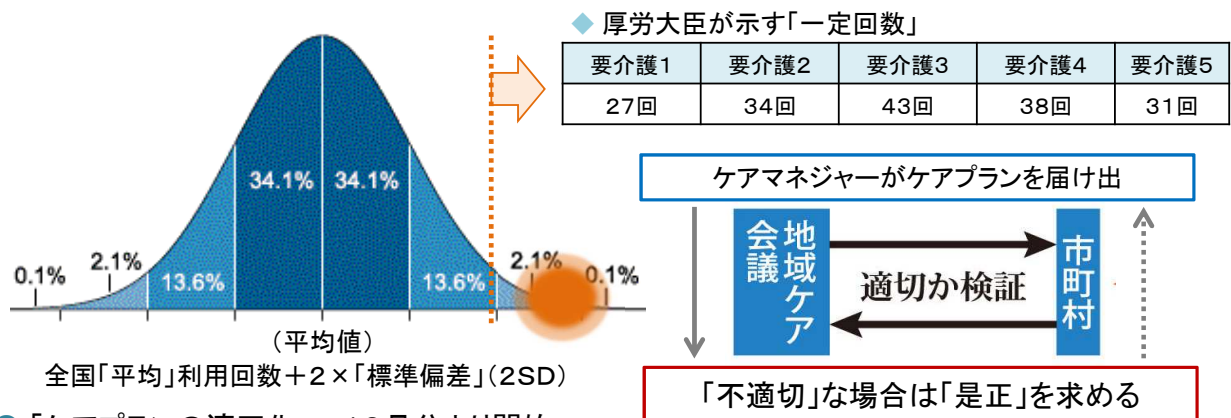 ◆ 厚労大臣が示す「一定回数」
要介護1 要介護2 要介護3 要介護4 要介護5
27回 34回 43回 38回 31回
34.1% 34.1%
13.6% 13.6%
2.1% 2.1%
0.1% 0.1%
(平均値)
全国「平均」利用回数+2×「標準偏差」(2SD)
ケアマネジャーがケアプランを届け出
地域ケア
会議
適切か検証
市町村
「不適切」な場合は「是正」を求める